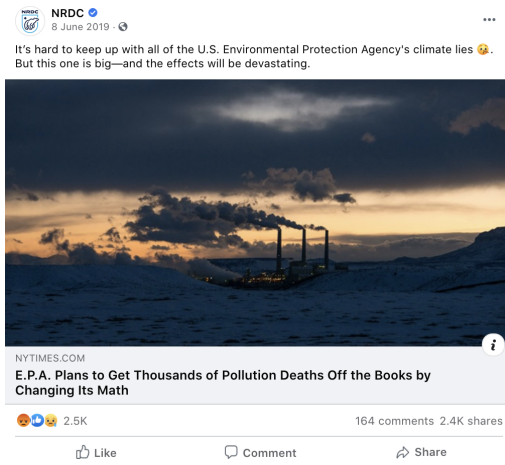 NRDC
NRDC
8 June 2019 ·
It's hard to keep up with all of the U.S. Environmental Protection Agency's climate lies 🤥.
But this one is big—and the effects will be devastating.
i
NYTIMES.COM
E.P.A. Plans to Get Thousands of Pollution Deaths Off the Books by
Changing Its Math
2.5K 164 comments 2.4K shares
Like Comment Share